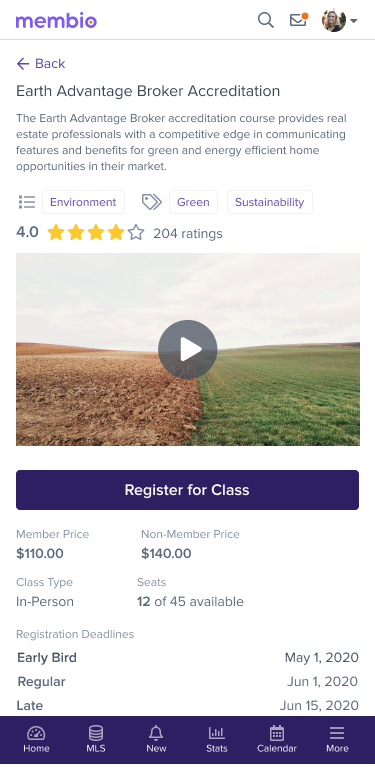 membio
Back
Earth Advantage Broker Accreditation
The Earth Advantage Broker accreditation course provides real
estate professionals with a competitive edge in communicating
features and benefits for green and energy efficient home
opportunities in their market.
Environment Green Sustainability
4.0 204 ratings
Register for Class
Member Price Non-Member Price
$110.00 $140.00
Class Type Seats
In-Person 12 of 45 available
Registration Deadlines
Early Bird May 1, 2020
Regular Jun 1, 2020
Late Jun 15, 2020
Home MLS New Stats Calendar More